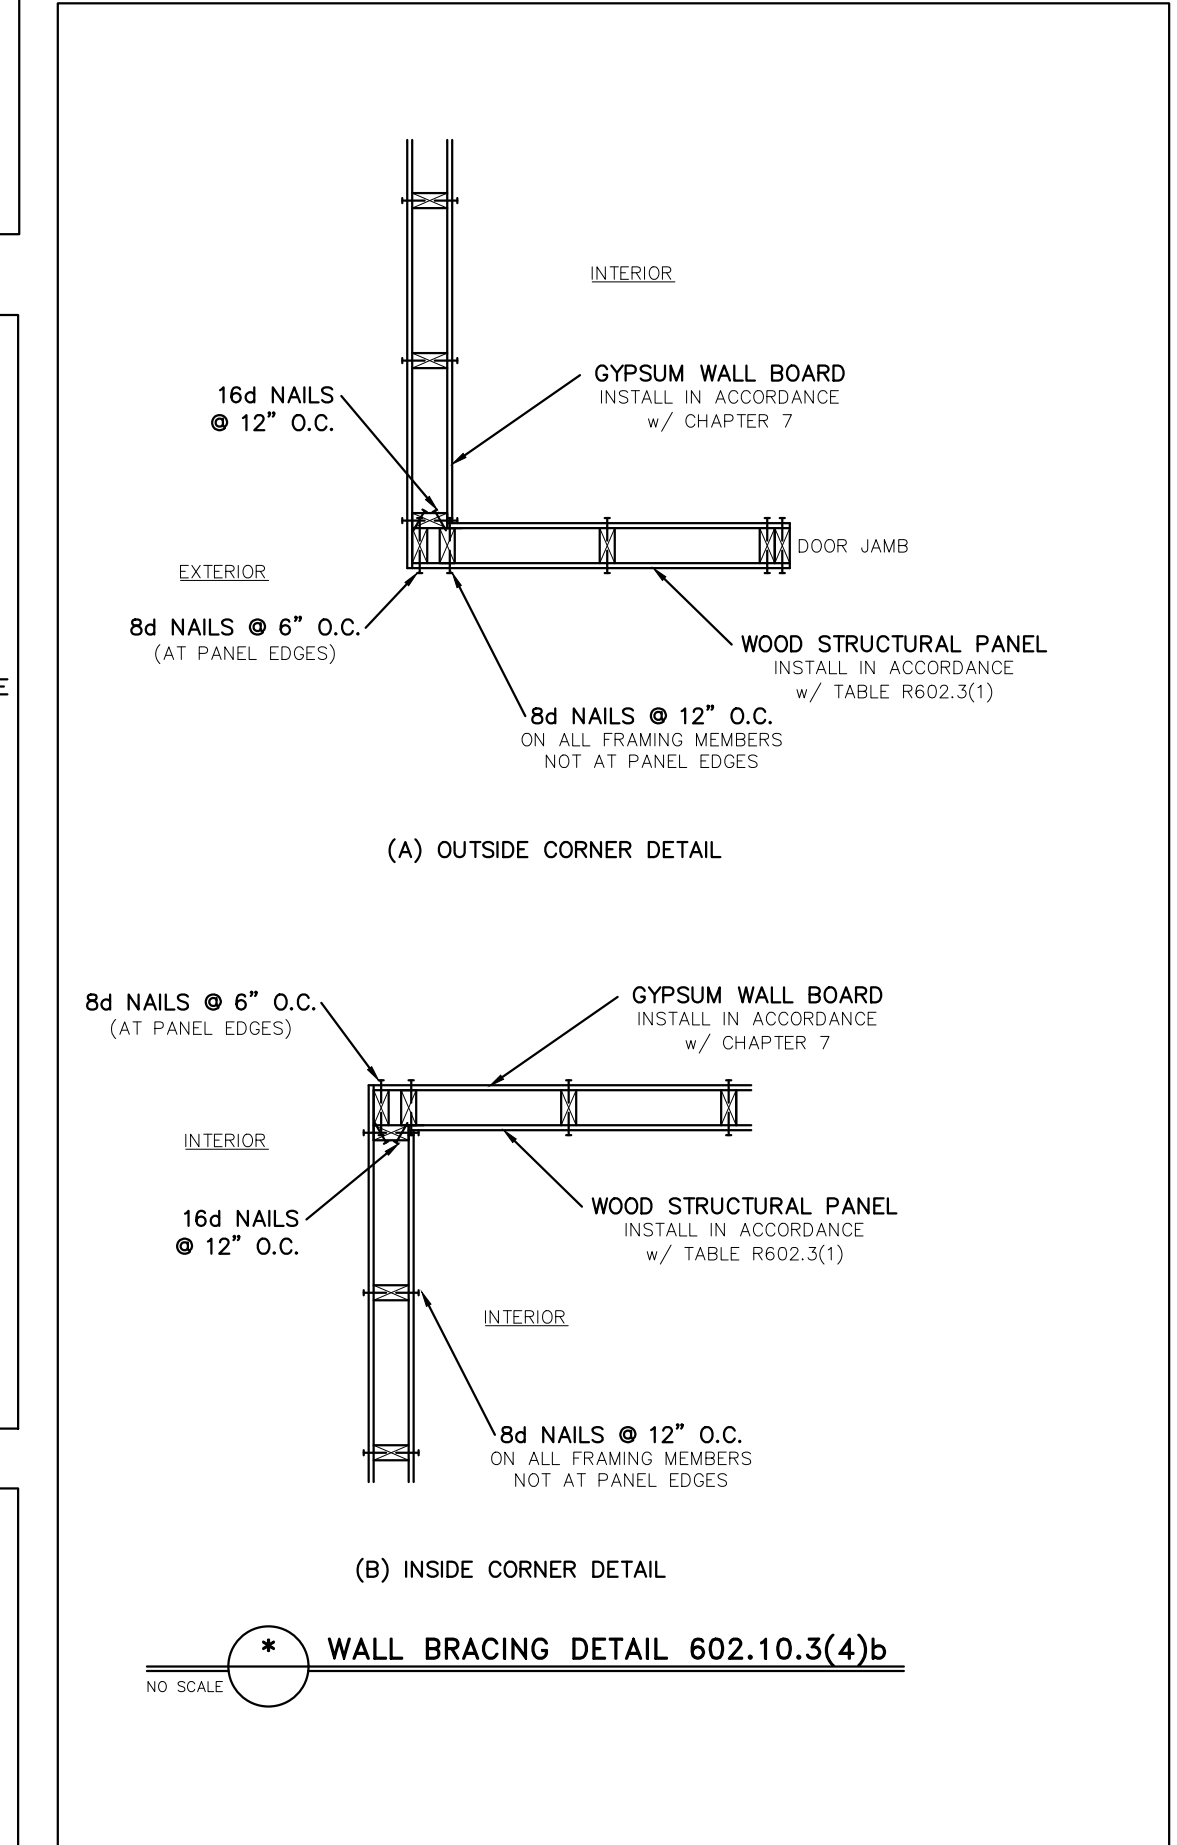 INTERIOR
GYPSUM WALL BOARD
INSTALL IN ACCORDANCE
w/ CHAPTER 7
16d NAILS
@ 12" O.C.
DOOR JAMB
EXTERIOR
8d NAILS @ 6" O.C.
(AT PANEL EDGES)
WOOD STRUCTURAL PANEL
INSTALL IN ACCORDANCE
w/ TABLE R602.3(1)
E
8d NAILS @ 12" O.C.
ON ALL FRAMING MEMBERS
NOT AT PANEL EDGES
(A) OUTSIDE CORNER DETAIL
8d NAILS @ 6" O.C.
(AT PANEL EDGES)
GYPSUM WALL BOARD
INSTALL IN ACCORDANCE
w/ CHAPTER 7
INTERIOR
16d NAILS
@ 12" O.C.
WOOD STRUCTURAL PANEL
INSTALL IN ACCORDANCE
w/ TABLE R602.3(1)
INTERIOR
8d NAILS @ 12" O.C.
ON ALL FRAMING MEMBERS
NOT AT PANEL EDGES
(B) INSIDE CORNER DETAIL
* WALL BRACING DETAIL 602.10.3(4)b
NO SCALE